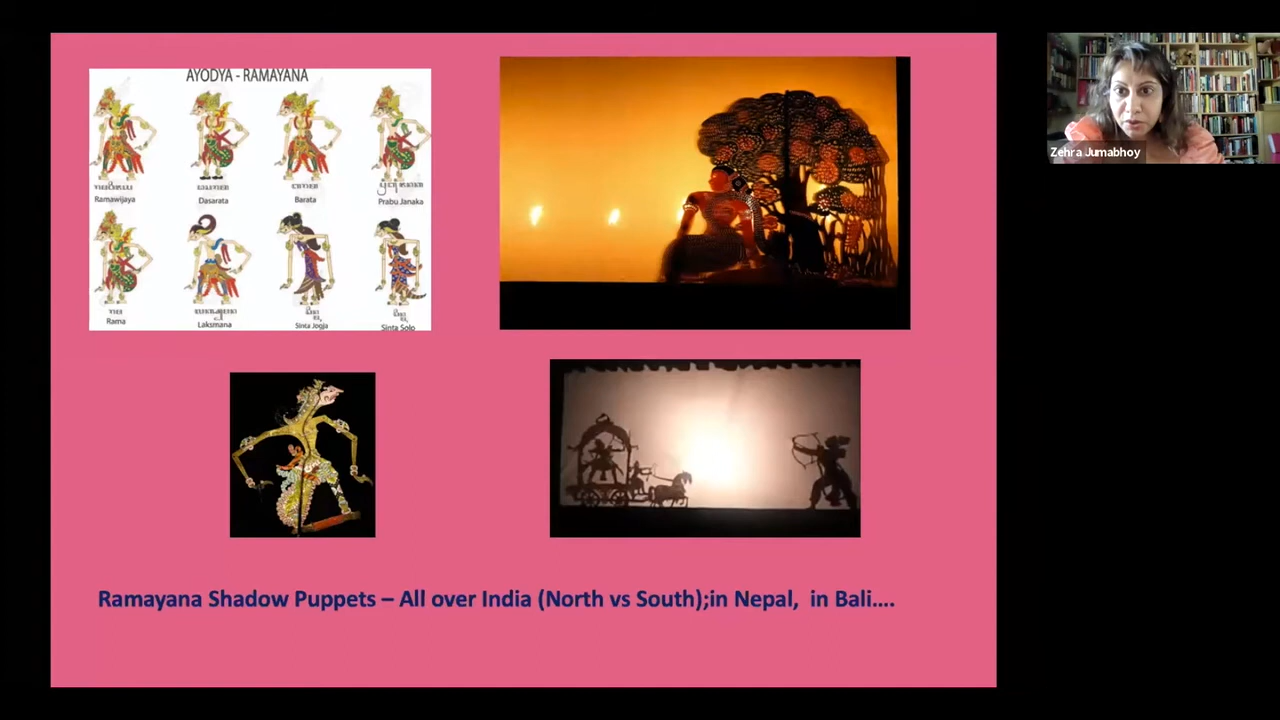 AYODYA - RAMAYANA
Ramawijaya
Dasarata
Barata
Prabu Janaka
Rama
Laksmana
Sinta Jogja
Sinta Solo
Ramayana Shadow Puppets – All over India (North vs South);in Nepal,  in Bali....
Zehra Jumabhoy